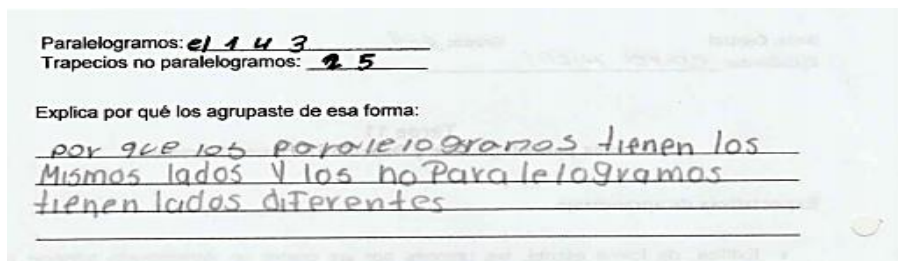 Paralelogramos: el 1 4 3
Trapecios no paralelogramos: 2 5
Explica por qué los agrupaste de esa forma:
por que los paralelogramos tienen los
Mismos lados y los no Paralelogramos
tienen lados diferentes